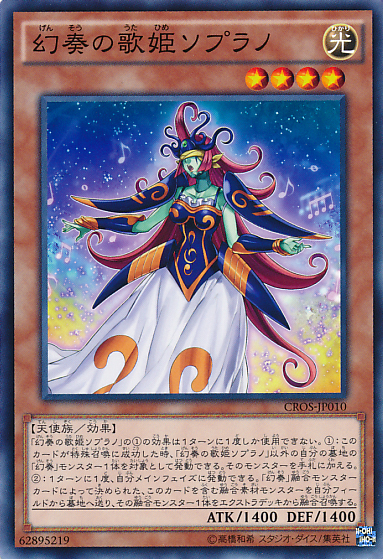 幻奏の歌姫ソプラノ
光
CROS-JP010
【天使族/効果】
「幻奏の歌姫ソプラノ」の①の効果は1ターンに1度しか使用できない。①:この
カードが特殊召喚に成功した時、「幻奏の歌姫ソプラノ」以外の自分の墓地の
「幻奏」モンスター1体を対象として発動できる。そのモンスターを手札に加える。
②:1ターンに1度、自分メインフェイズに発動できる。「幻奏」融合モンスター
カードによって決められた、このカードを含む融合素材モンスターを自分フィー
ルドから墓地へ送り、その融合モンスター1体をエクストラデッキから融合召喚する。
ATK/1400 DEF/1400
62895219
©高橋和希 スタジオ・ダイス/集英社